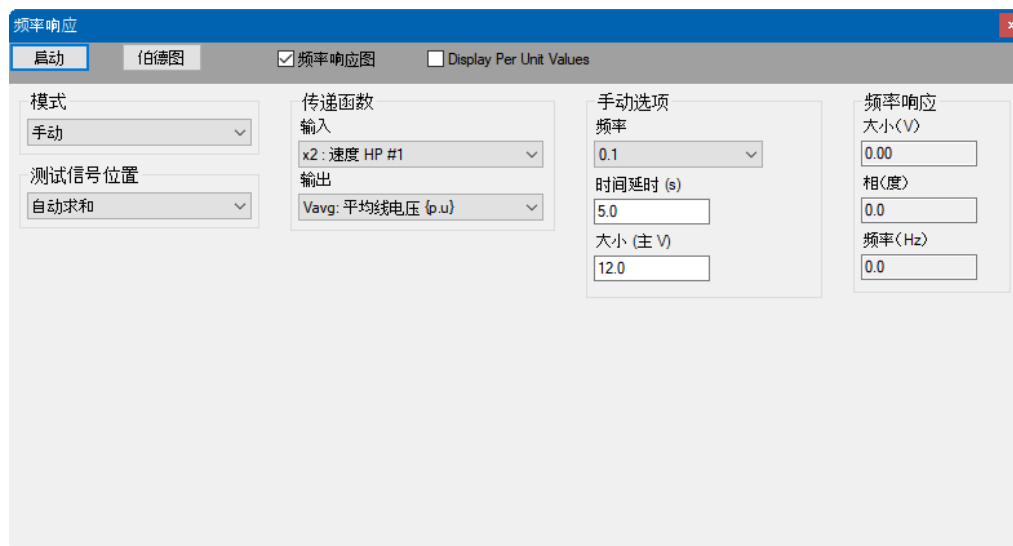 频率响应
启动 伯德图 频率响应图 Display Per Unit Values
模式
手动
测试信号位置
自动求和
传递函数
输入
x2 : 速度 HP #1
输出
Vavg: 平均线电压 {p.u}
手动选项
频率
0.1
时间延时 (s)
5.0
大小 (主 V)
12.0
频率响应
大小(V)
0.00
相(度)
0.0
频率(Hz)
0.0